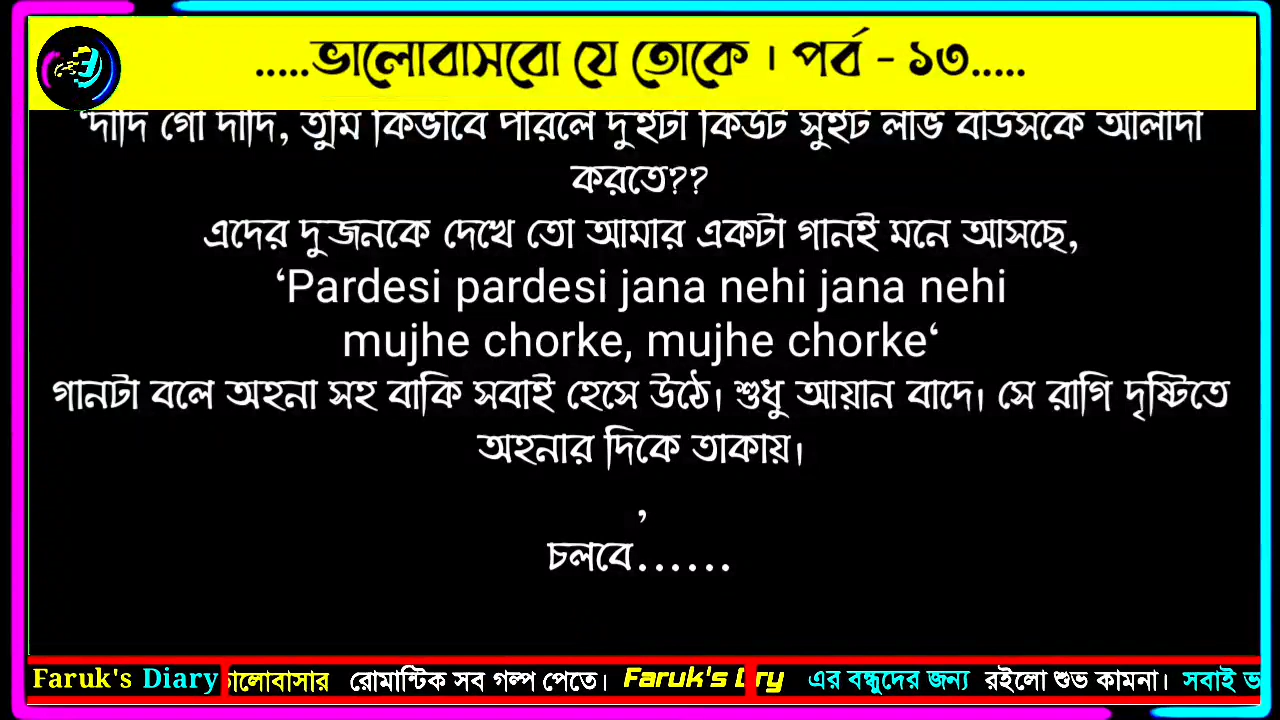 .....ভালোবাসবো যে তোকে । পর্ব - ১৩.....
‘দাদি গো দাদি, তুমি কিভাবে পারলে দুইটা কিউট সুইট লাভ বার্ডসকে আলাদা
করতে??
এদের দুজনকে দেখে তো আমার একটা গানই মনে আসছে,
‘Pardesi pardesi jana nehi jana nehi
mujhe chorke, mujhe chorke‘
গানটা বলে অহনা সহ বাকি সবাই হেসে উঠে। শুধু আয়ান বাদে। সে রাগি দৃষ্টিতে
অহনার দিকে তাকায়।
,
চলবে......
Faruk's Diary রোমান্টিক সব গল্প পেতে। Faruk's এর বন্ধুদের জন্য রইলো শুভ কামনা। সবাই